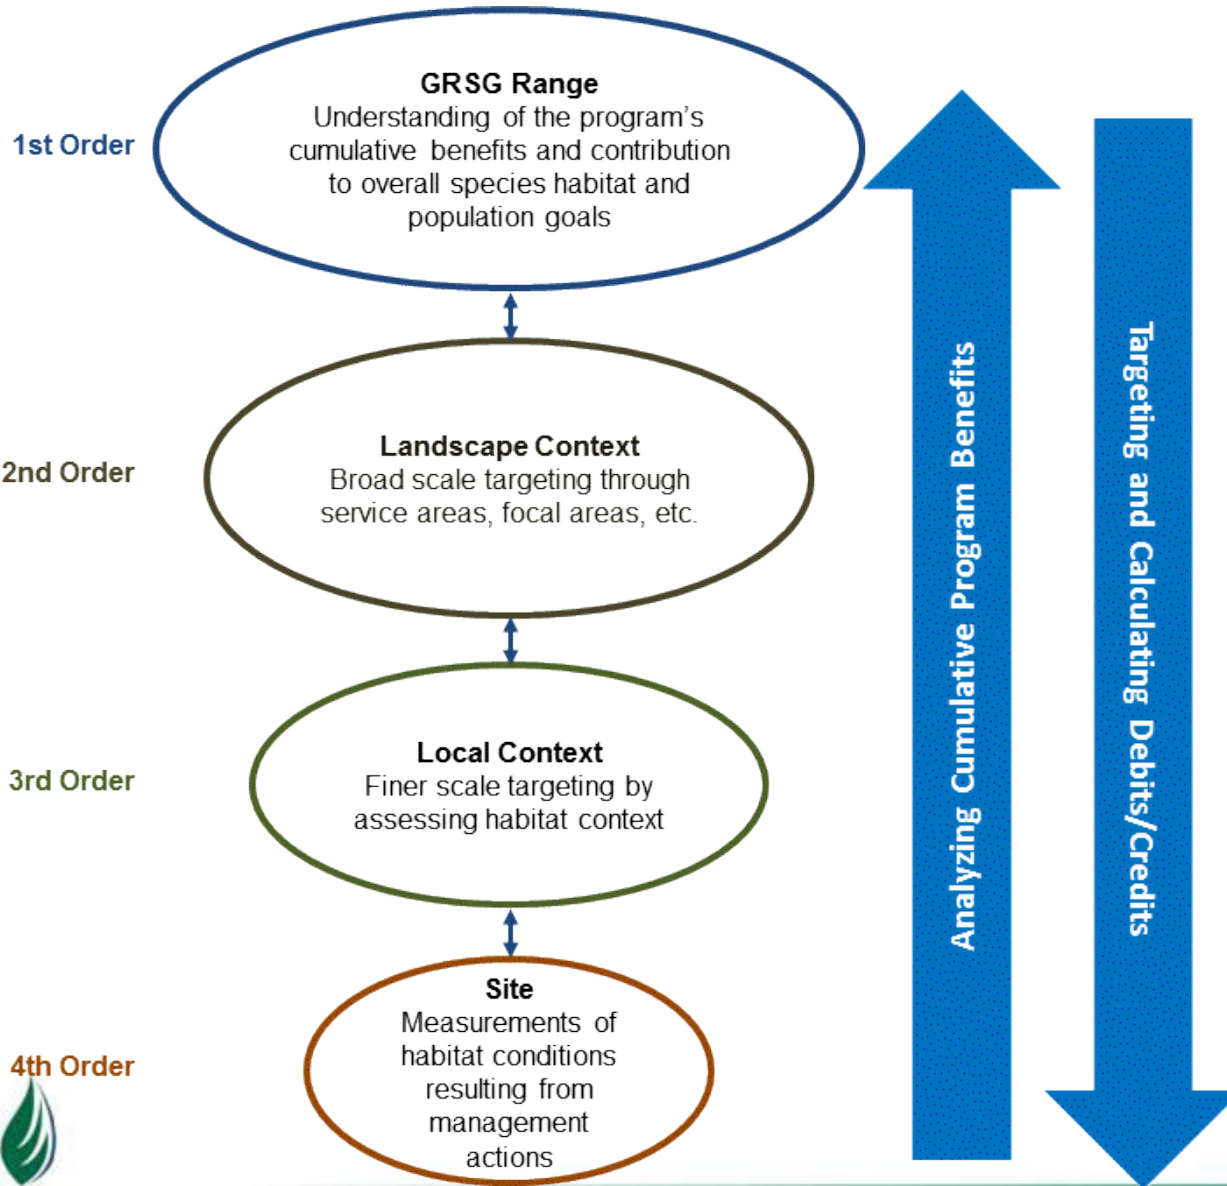 1st Order
GRSG Range
Understanding of the program's
cumulative benefits and contribution
to overall species habitat and
population goals
2nd Order
Landscape Context
Broad scale targeting through
service areas, focal areas, etc.
3rd Order
Local Context
Finer scale targeting by
assessing habitat context
4th Order
Site
Measurements of
habitat conditions
resulting from
management
actions
Analyzing Cumulative Program Benefits
Targeting and Calculating Debits/Credits